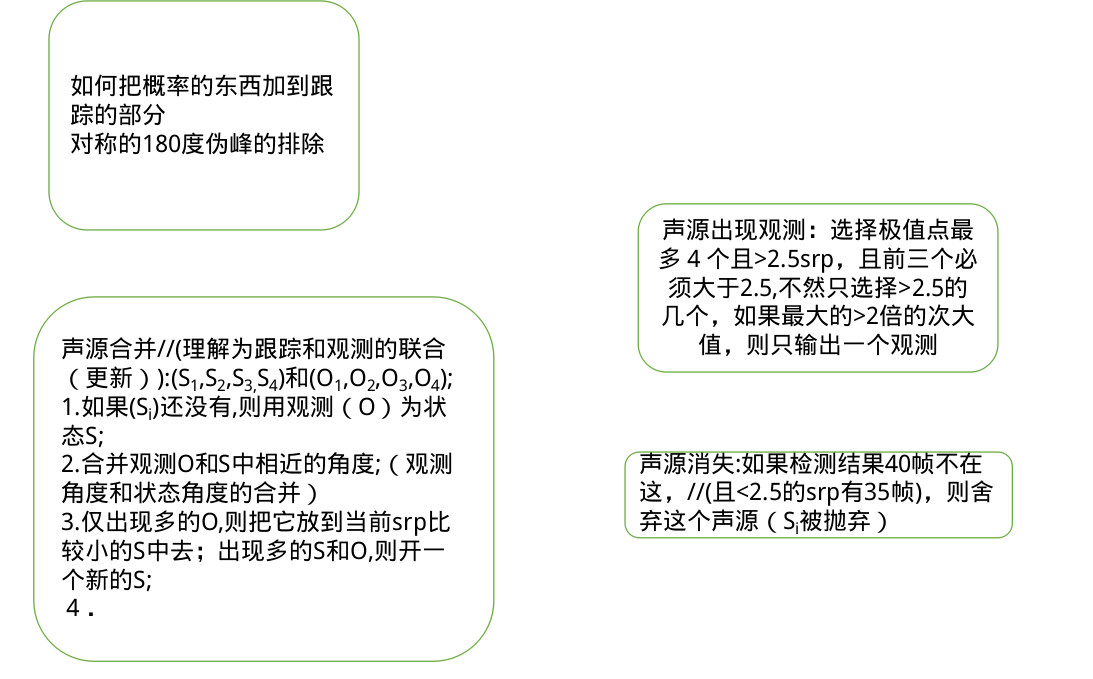 如何把概率的东西加到跟
踪的部分
对称的180度伪峰的排除
声源出现观测：选择极值点最
多４个且>2.5srp，且前三个必
须大于2.5,不然只选择>2.5的
几个，如果最大的>2倍的次大
值，则只输出一个观测
声源合并//(理解为跟踪和观测的联合
（更新）):(S1,S2,S3,S4)和(O1,O2,O3,O4);
1.如果(Si)还没有,则用观测（O）为状
态S;
2.合并观测O和S中相近的角度;（观测
角度和状态角度的合并）
3.仅出现多的O,则把它放到当前srp比
较小的S中去；出现多的S和O,则开一
个新的S;
４．
声源消失:如果检测结果40帧不在
这，//(且<2.5的srp有35帧)，则舍
弃这个声源（Si被抛弃）